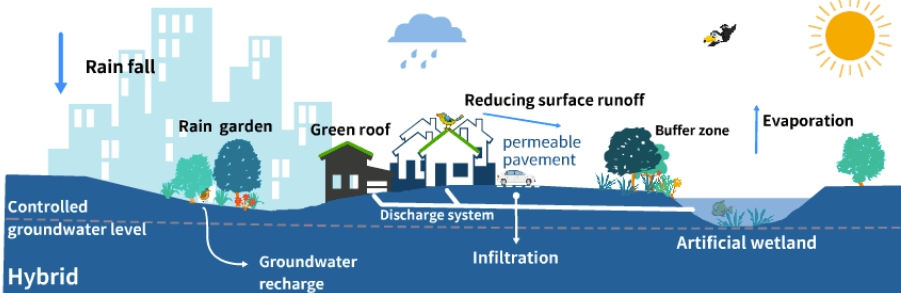 Rain fall
Rain garden
Green roof
Reducing surface runoff
permeable
pavement
Buffer zone
Evaporation
Controlled
groundwater level
Discharge system
Infiltration
Artificial wetland
Groundwater
recharge
Hybrid